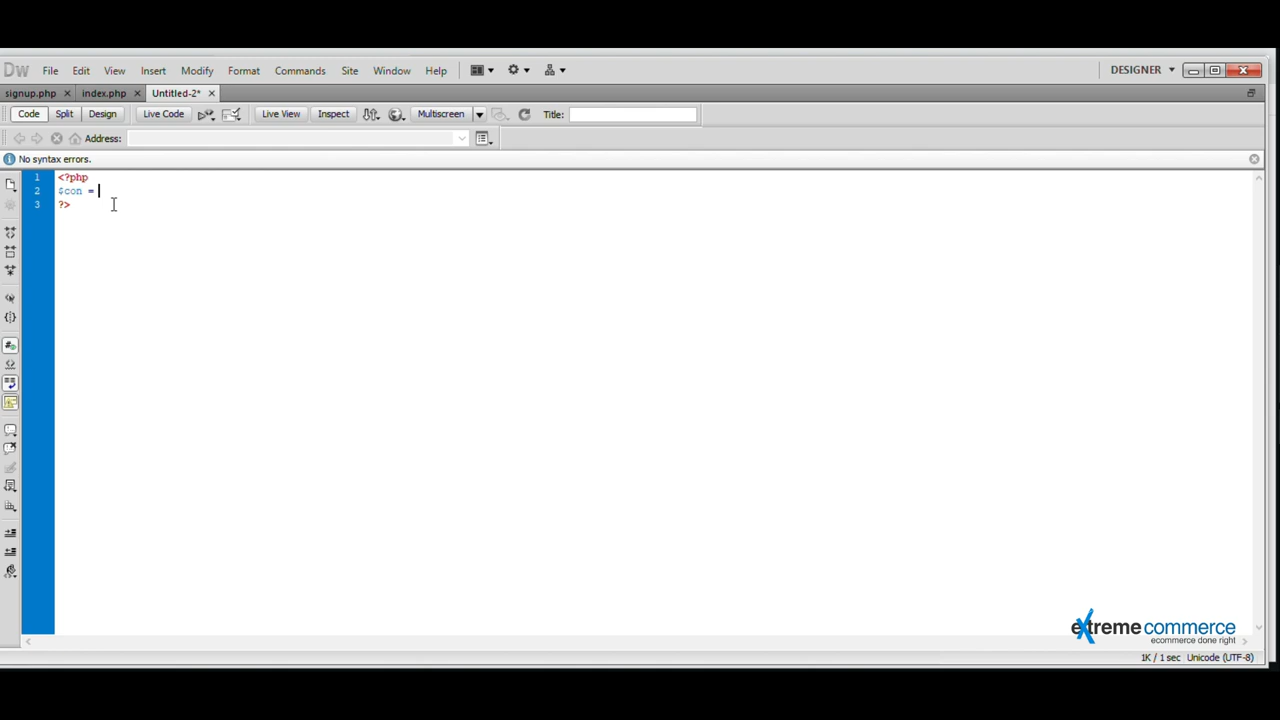 Dw File Edit View Insert Modify Format Commands Site Window Help DESIGNER
signup.php index.php Untitled-2*
Code Split Design Live Code Live View Inspect Multiscreen Title:
Address:
No syntax errors.
1 <?php
2 $con =
3 ?>
extreme commerce
ecommerce done right
1K / 1 sec Unicode (UTF-8)